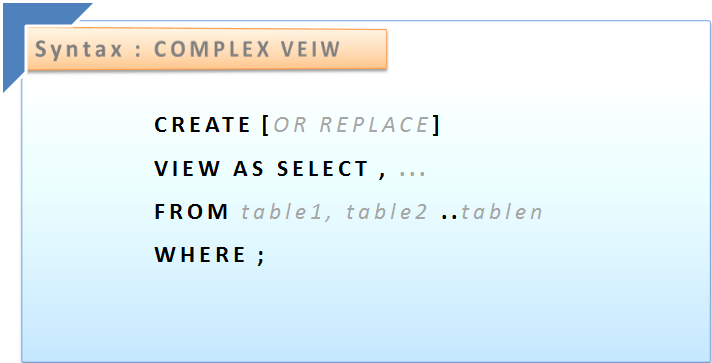 Syntax : COMPLEX VEIW
CREATE [OR REPLACE]
VIEW AS SELECT , ...
FROM table1, table2 ..tablen
WHERE ;